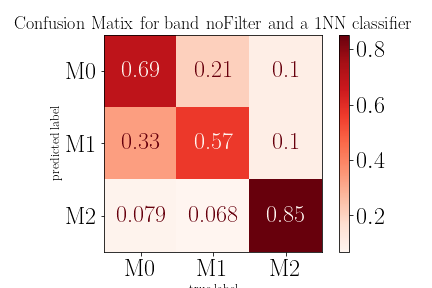 Confusion Matix for band noFilter and a 1NN classifier
M0 0.69 0.21 0.1
M1 0.33 0.57 0.1
M2 0.079 0.068 0.85
M0 M1 M2
predicted label
true label
0.8
0.6
0.4
0.2